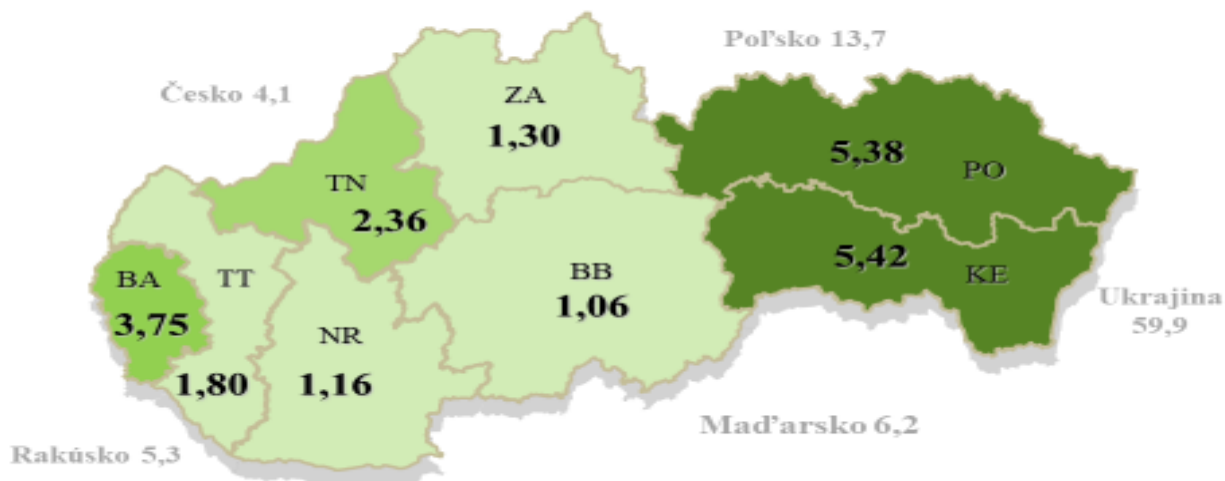 Poľsko 13,7
Česko 4,1
ZA
1,30
5,38
PO
TN
2,36
5,42
KE
BA
TT
BB
3,75
1,06
NR
Ukrajina
59,9
1,80
1,16
Maďarsko 6,2
Rakúsko 5,3